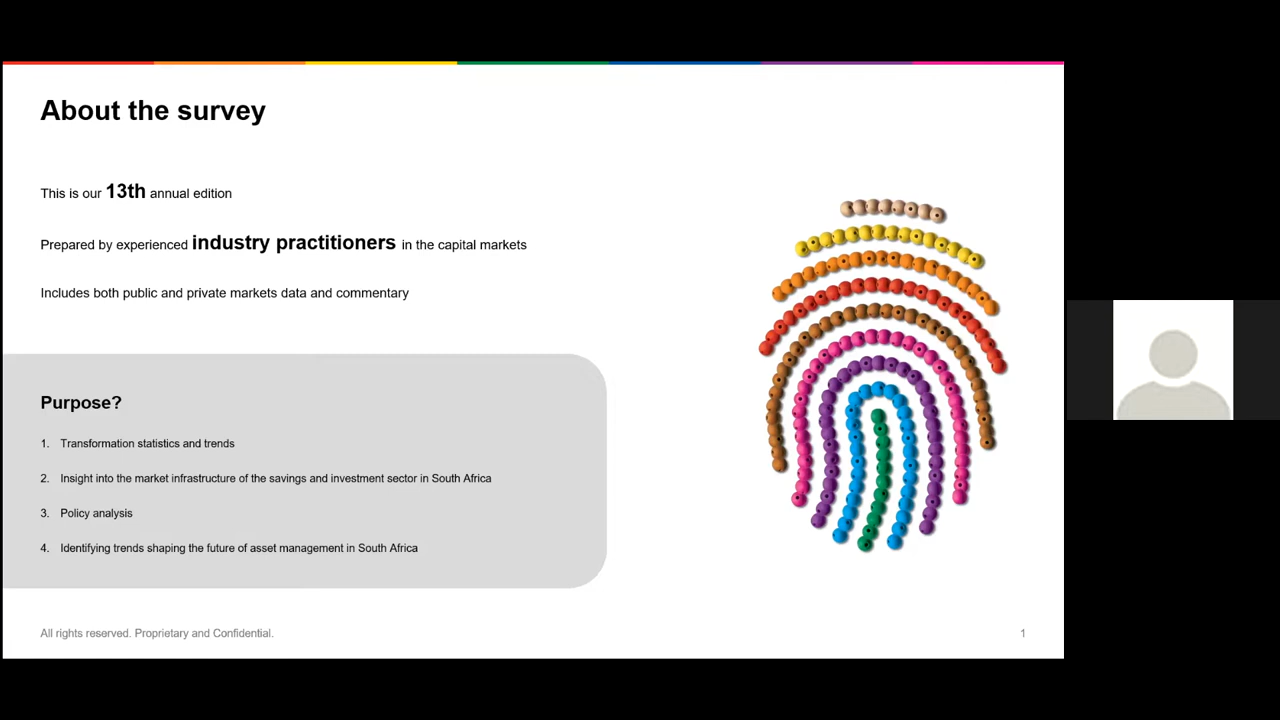 About the survey
This is our 13th annual edition
Prepared by experienced industry practitioners in the capital markets
Includes both public and private markets data and commentary
Purpose?
1. Transformation statistics and trends
2. Insight into the market infrastructure of the savings and investment sector in South Africa
3. Policy analysis
4. Identifying trends shaping the future of asset management in South Africa
All rights reserved. Proprietary and Confidential.
1